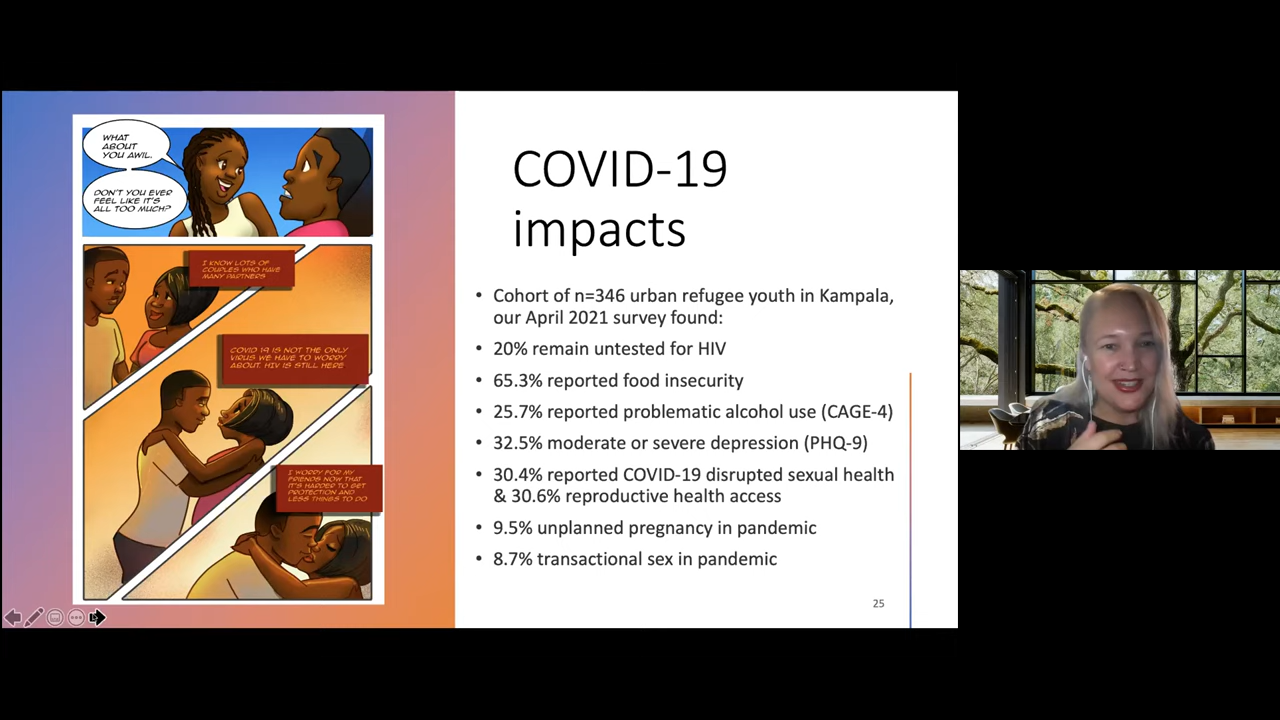 WHAT
ABOUT
YOU AWIL.
DON'T YOU EVER
FEEL LIKE IT'S
ALL TOO MUCH?
I KNOW LOTS OF
COUPLES WHO HAVE
MANY PARTNERS
COVID 19 IS NOT THE ONLY
VIRUS WE HAVE TO WORRY
ABOUT. HIV IS STILL HERE
I WORRY FOR MY
FRIENDS NOW THAT
IT'S HARDER TO GET
PROTECTION AND
LESS THINGS TO DO
COVID-19
impacts
• Cohort of n=346 urban refugee youth in Kampala,
our April 2021 survey found:
• 20% remain untested for HIV
• 65.3% reported food insecurity
• 25.7% reported problematic alcohol use (CAGE-4)
• 32.5% moderate or severe depression (PHQ-9)
• 30.4% reported COVID-19 disrupted sexual health
& 30.6% reproductive health access
• 9.5% unplanned pregnancy in pandemic
• 8.7% transactional sex in pandemic
25